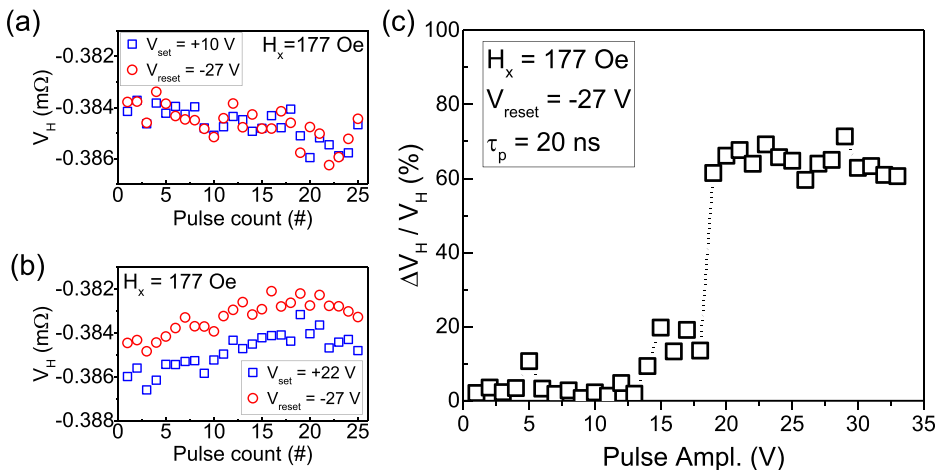 (a)
V_set = +10 V
V_reset = -27 V
H_x=177 Oe
-0.382
-0.384
-0.386
V_H (mΩ)
0 5 10 15 20 25
Pulse count (#)
(b)
H_x = 177 Oe
-0.382
-0.384
-0.386
-0.388
V_H (mΩ)
V_set = +22 V
V_reset = -27 V
0 5 10 15 20 25
Pulse count (#)
(c)
100
80
60
40
20
0
ΔV_H / V_H (%)
H_x = 177 Oe
V_reset = -27 V
τ_p = 20 ns
0 5 10 15 20 25 30 35
Pulse Ampl. (V)